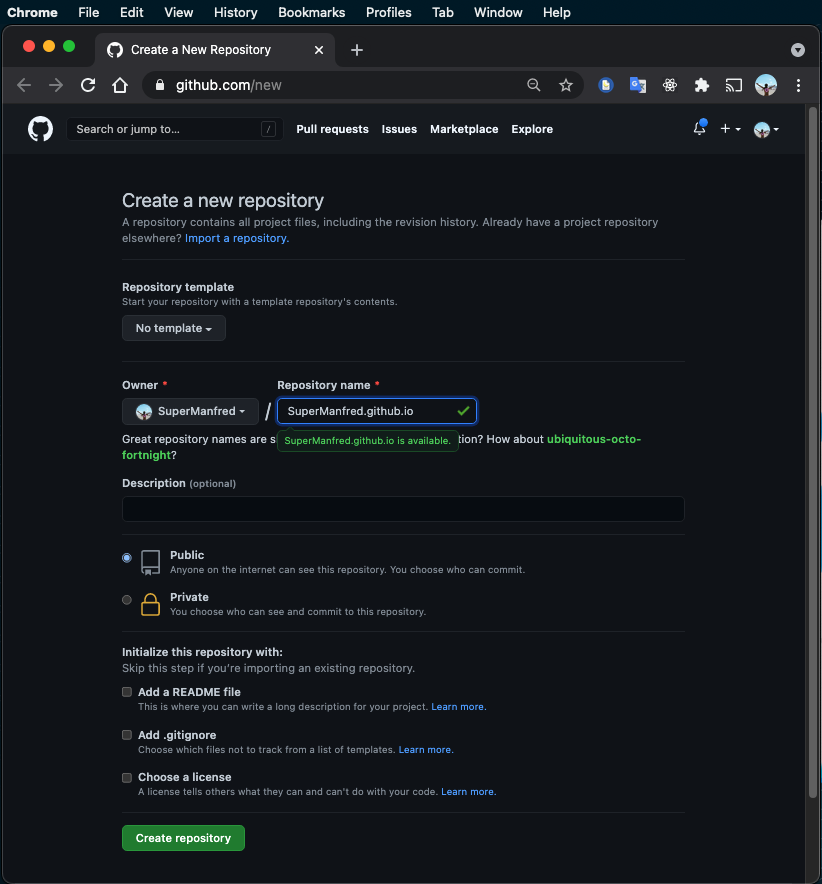 Chrome File Edit View History Bookmarks Profiles Tab Window Help
Create a New Repository
github.com/new
Search or jump to... /
Pull requests Issues Marketplace Explore
Create a new repository
A repository contains all project files, including the revision history. Already have a project repository
elsewhere? Import a repository.
Repository template
Start your repository with a template repository's contents.
No template
Owner * Repository name *
SuperManfred / SuperManfred.github.io
Great repository names are s tion? How about ubiquitous-octo-
SuperManfred.github.io is available.
fortnight?
Description (optional)
Public
Anyone on the internet can see this repository. You choose who can commit.
Private
You choose who can see and commit to this repository.
Initialize this repository with:
Skip this step if you're importing an existing repository.
Add a README file
This is where you can write a long description for your project. Learn more.
Add .gitignore
Choose which files not to track from a list of templates. Learn more.
Choose a license
A license tells others what they can and can't do with your code. Learn more.
Create repository